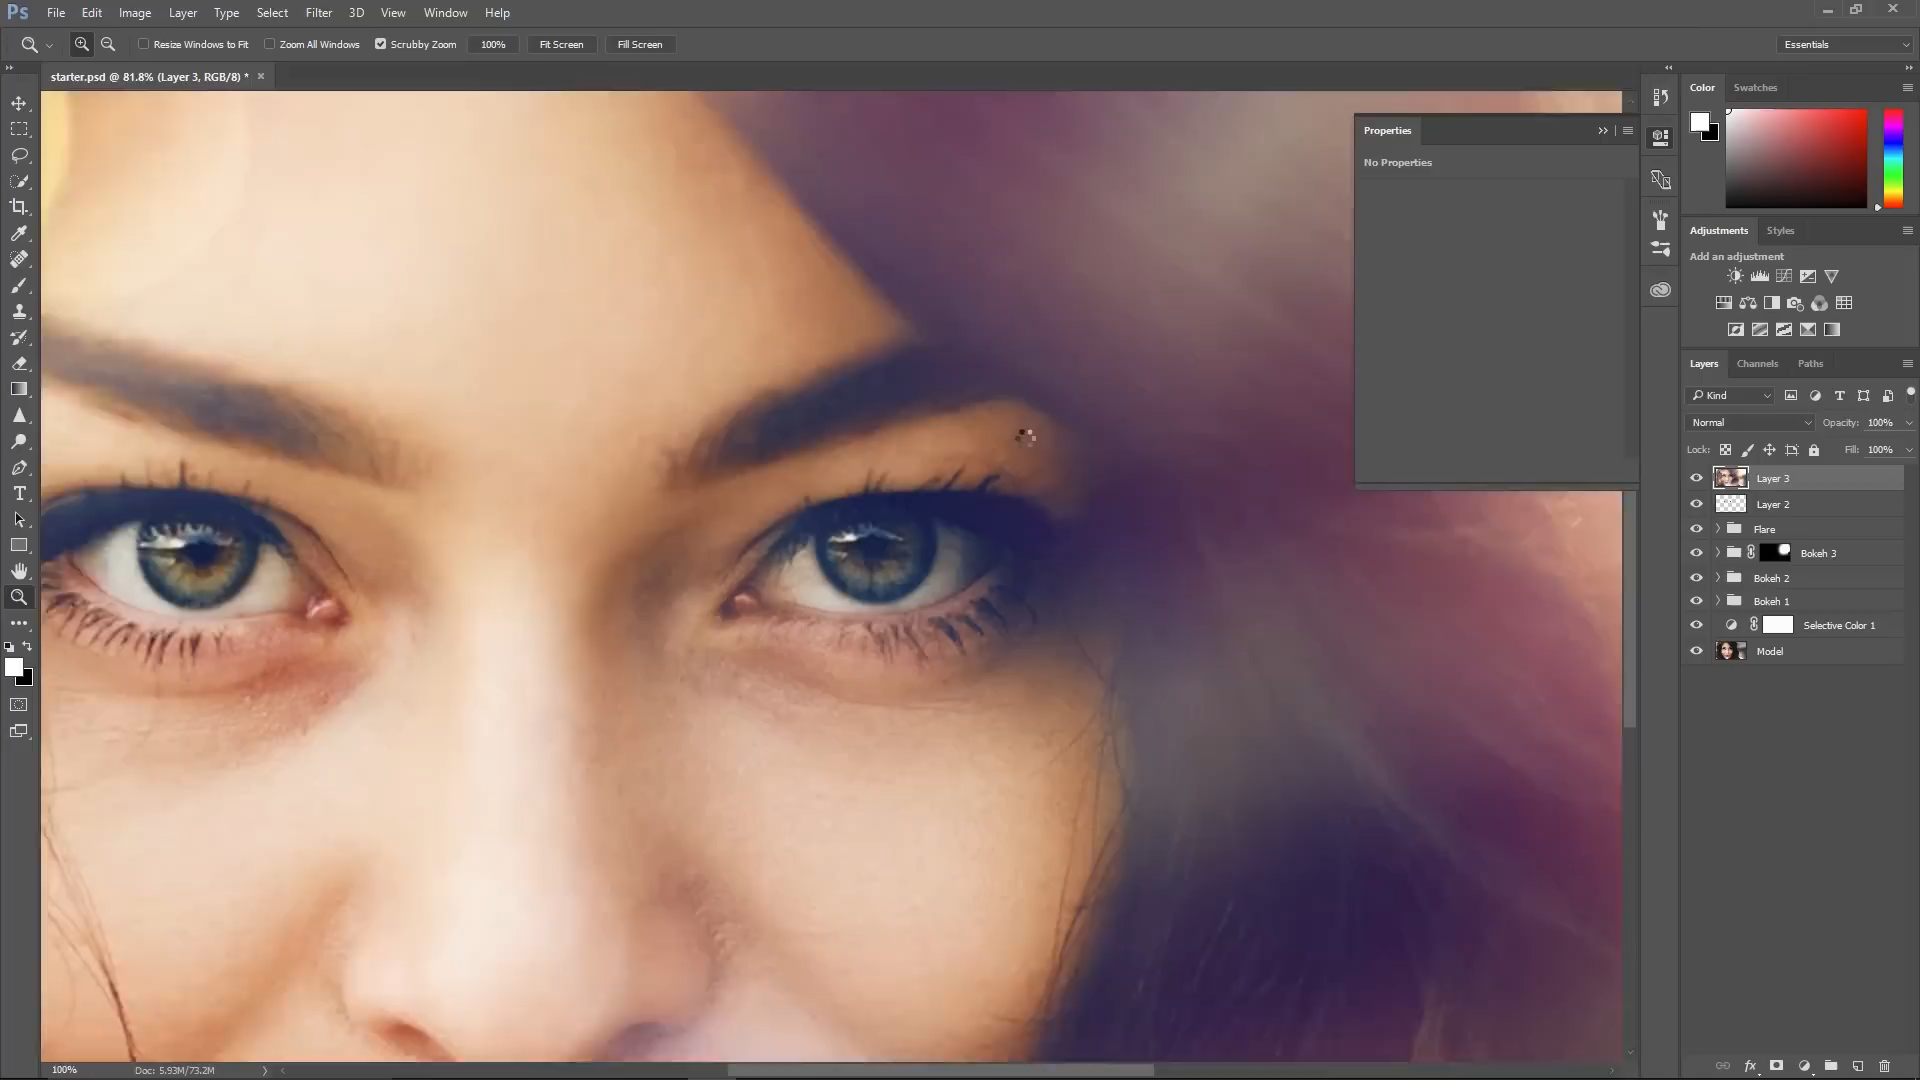 Ps File Edit Image Layer Type Select Filter 3D View Window Help
Resize Windows to Fit Zoom All Windows Scrubby Zoom 100% Fit Screen Fill Screen Essentials
starter.psd @ 81.8% (Layer 3, RGB/8) *
Color Swatches
Properties
No Properties
Adjustments Styles
Add an adjustment
Layers Channels Paths
Kind
Normal Opacity: 100%
Lock: Fill: 100%
Layer 3
Layer 2
Flare
Bokeh 3
Bokeh 2
Bokeh 1
Selective Color 1
Model
100% Doc: 5.93M/73.2M
fx